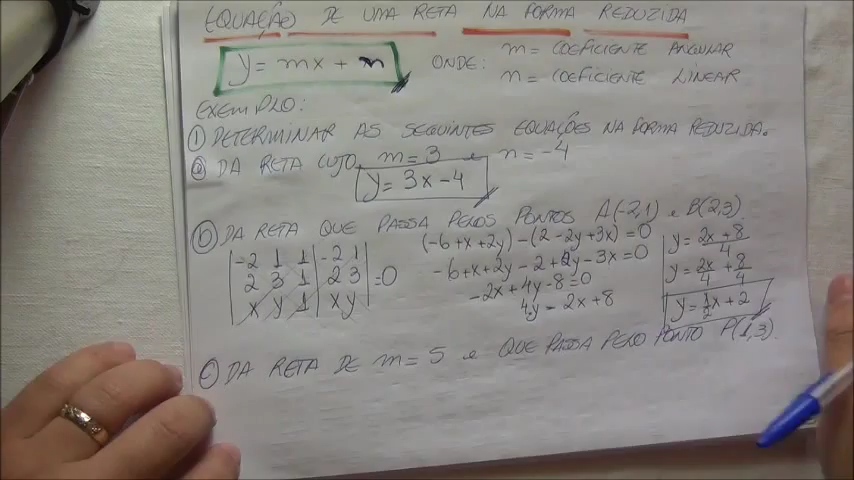 EQUAÇÃO DE UMA RETA NA FORMA REDUZIDA
y = mx + n ONDE: m = COEFICIENTE ANGULAR
n = COEFICIENTE LINEAR
EXEMPLO:
① DETERMINAR AS SEGUINTES EQUAÇÕES NA FORMA REDUZIDA.
ⓐ DA RETA CUJO m = 3 e n = -4
y = 3x - 4
ⓑ DA RETA QUE PASSA PELOS PONTOS A(-2,1) e B(2,3)
|-2 1 1| -2 1|
|2 3 1| 2 3| = 0
|x y 1| x y|
(-6+x+2y) - (2-2y+3x) = 0
-6+x+2y-2+2y-3x = 0
-2x+4y-8 = 0
4y = 2x+8
y = 2x+8/4
y = 2x/4 + 8/4
y = 1/2 x + 2
ⓒ DA RETA DE m = 5 e QUE PASSA PELO PONTO P(1,3).